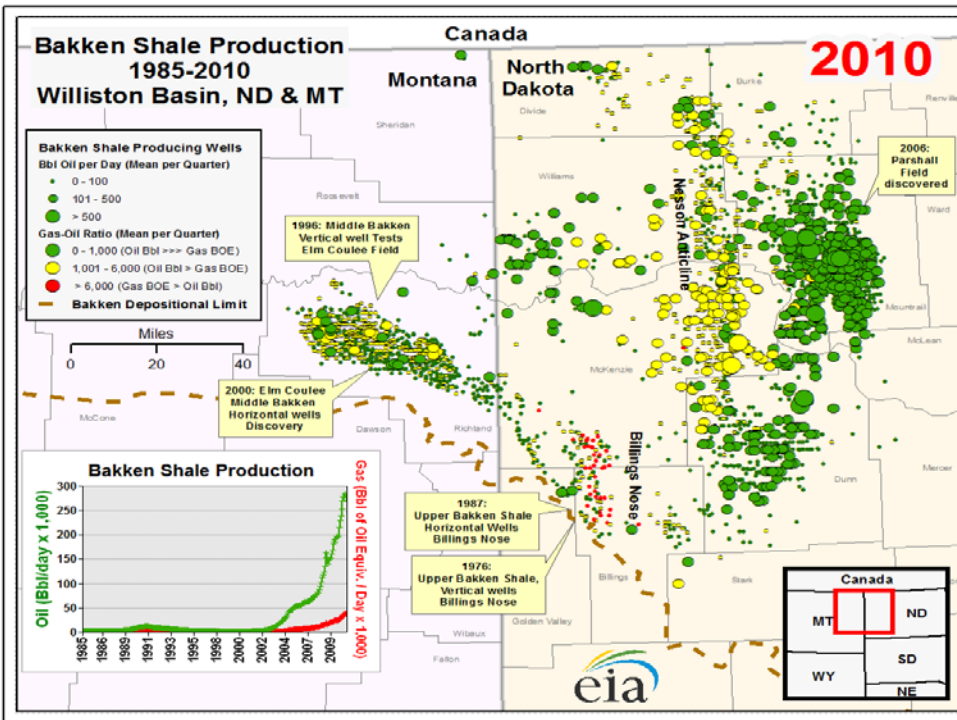 Bakken Shale Production
1985-2010
Williston Basin, ND & MT
Canada
Montana
North
Dakota
2010
Bakken Shale Producing Wells
Bbl Oil per Day (Mean per Quarter)
0 - 100
101 - 500
> 500
Gas-Oil Ratio (Mean per Quarter)
0 - 1,000 (Oil Bbl >>> Gas BOE)
1,001 - 6,000 (Oil Bbl > Gas BOE)
> 6,000 (Gas BOE > Oil Bbl)
Bakken Depositional Limit
Miles
0 20 40
Sheridan
Divide
Burke
Renville
Roosevelt
Williams
Ward
Mountrail
McLean
McKenzie
McCone
Dawson
Richland
Mercer
Dunn
Billings
Stark
Golden Valley
Wibaux
Fallon
Nesson Anticline
Billings Nose
2006:
Parshall
Field
discovered
1996: Middle Bakken
Vertical well Tests
Elm Coulee Field
2000: Elm Coulee
Middle Bakken
Horizontal wells
Discovery
1987:
Upper Bakken Shale
Horizontal Wells
Billings Nose
1976:
Upper Bakken Shale,
Vertical wells
Billings Nose
Bakken Shale Production
Oil (Bbl/day x 1,000)
Gas (Bbl of Oil Equiv. / Day x 1,000)
300
250
200
150
100
50
0
1985 1986 1989 1991 1993 1995 1998 2000 2002 2004 2006 2009
eia
Canada
MT
ND
SD
WY
NE